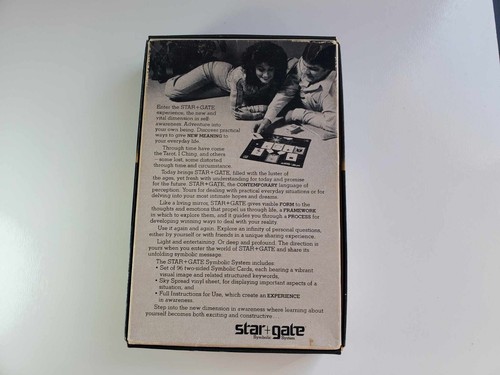 Enter the STAR+GATE
experience, the new and
vital dimension in self-
awareness. Adventure into
your own being. Discover practical
ways to give NEW MEANING to
your everyday life.
Through time have come
the Tarot, I Ching, and others
– some lost, some distorted
through time and circumstance.
Today brings STAR+GATE, filled with the lustre of
the ages, yet fresh with understanding for today and promise
for the future. STAR+GATE, the CONTEMPORARY language of
perception. Yours for dealing with practical everyday situations or for
delving into your most intimate hopes and dreams.
Like a living mirror, STAR+GATE gives visible FORM to the
thoughts and emotions that propel us through life, a FRAMEWORK
in which to explore them, and it guides you through a PROCESS for
developing winning ways to deal with your reality.
Use it again and again. Explore an infinity of personal questions,
either by yourself or with friends in a unique sharing experience.
Light and entertaining. Or deep and profound. The direction is
yours when you enter the world of STAR+GATE and share its
unfolding symbolic message.
The STAR+GATE Symbolic System includes
• Set of 96 two-sided Symbolic Cards, each bearing a vibrant
visual image and related structured keywords,
• Sky Spread vinyl sheet, for displaying important aspects of a
situation, and
• Full Instructions for Use, which create an EXPERIENCE
in awareness.
Step into the new dimension in awareness where learning about
yourself becomes both exciting and constructive.
star+gate
Symbolic System